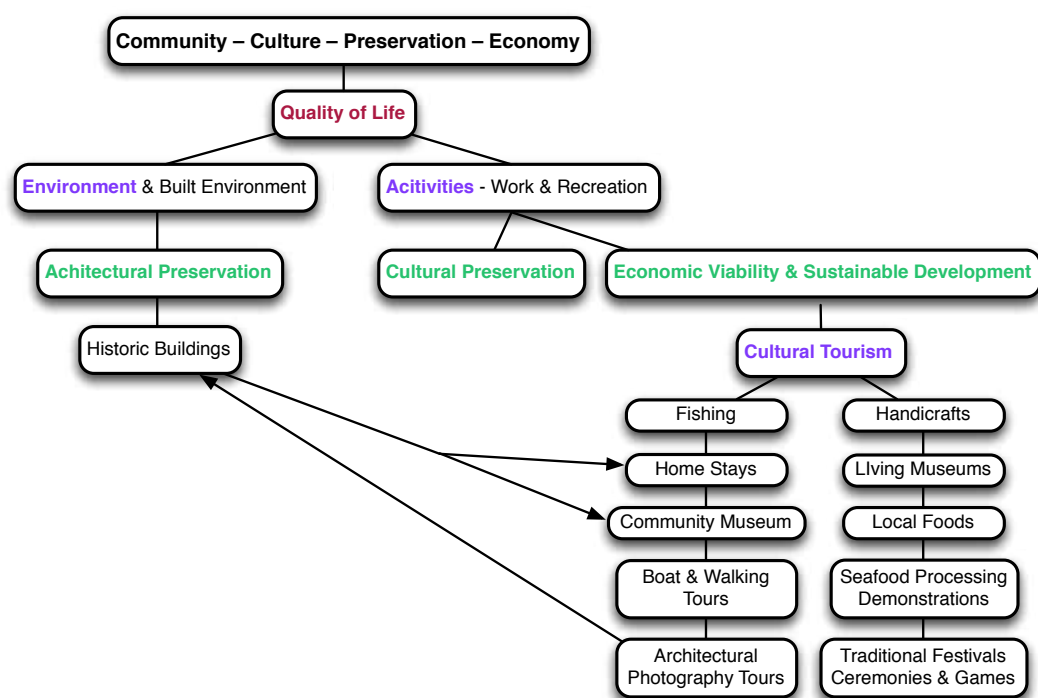 Community – Culture – Preservation – Economy
Quality of Life
Environment & Built Environment
Acitivities - Work & Recreation
Achitectural Preservation
Cultural Preservation
Economic Viability & Sustainable Development
Historic Buildings
Cultural Tourism
Fishing
Handicrafts
Home Stays
LIving Museums
Community Museum
Local Foods
Boat & Walking
Tours
Seafood Processing
Demonstrations
Architectural
Photography Tours
Traditional Festivals
Ceremonies & Games